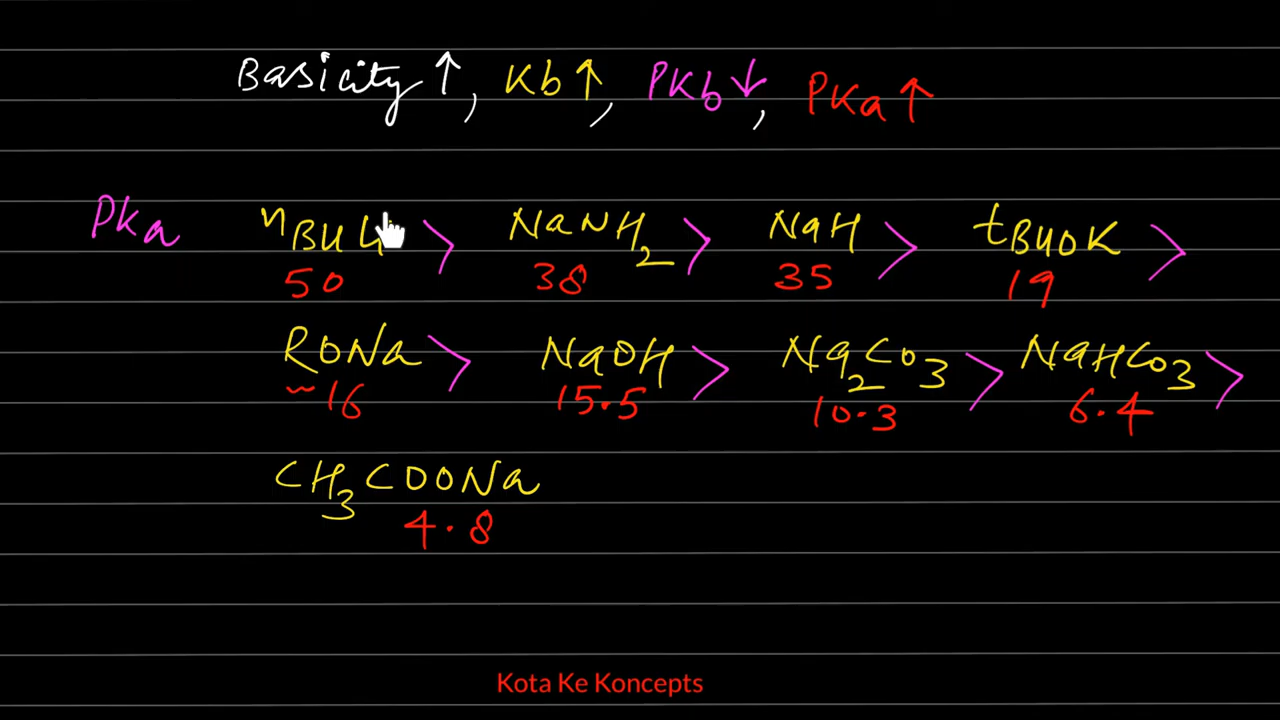 Basicity ↑, Kb ↑, PKb ↓, PKa ↑
PKa nBuLi > NaNH2 > NaH > tBuOK >
50 38 35 19
RONa > NaOH > Na2CO3 > NaHCO3 >
~16 15.5 10.3 6.4
CH3COONa
4.8
Kota Ke Koncepts